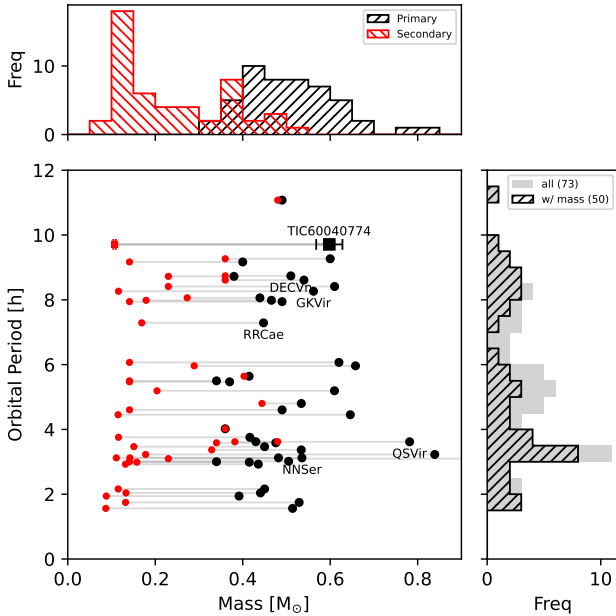 Freq
10
0
Primary
Secondary
Orbital Period [h]
12
10
8
6
4
2
0
TIC60040774
DECVn
GKVir
RRCae
QSVir
NNSer
0.0 0.2 0.4 0.6 0.8
Mass [M☉]
all (73)
w/ mass (50)
0 10
Freq